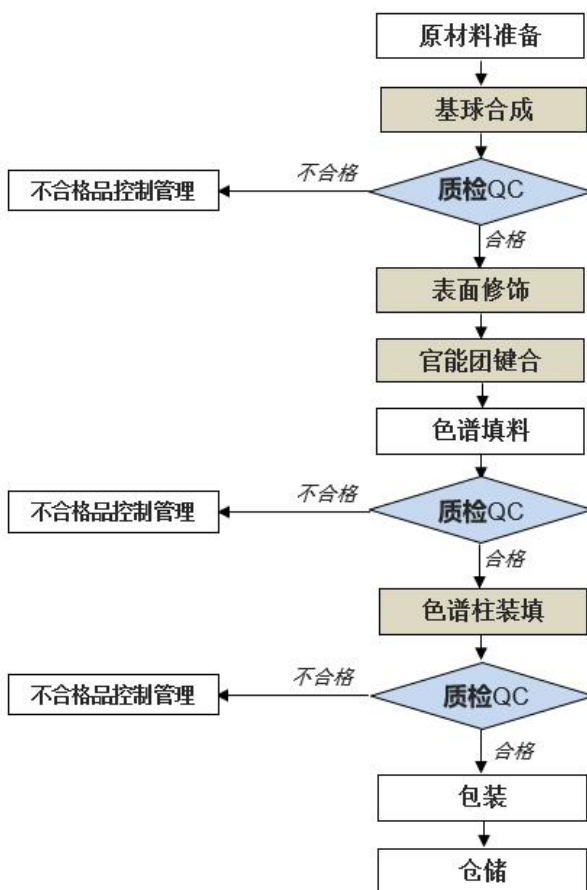 原材料准备
基球合成
不合格
不合格品控制管理
质检QC
合格
表面修饰
官能团键合
色谱填料
不合格
不合格品控制管理
质检QC
合格
色谱柱装填
不合格
不合格品控制管理
质检QC
合格
包装
仓储